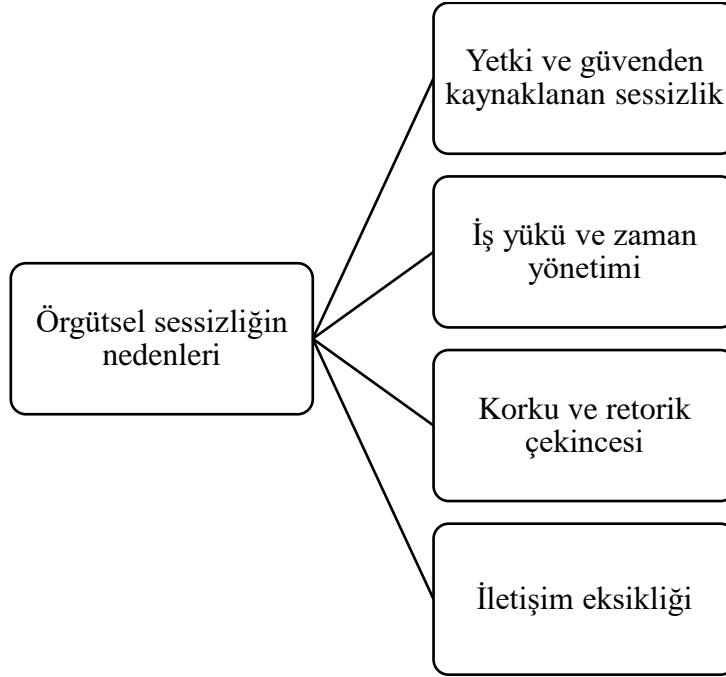 Örgütsel sessizliğin
nedenleri
Yetki ve güvenden
kaynaklanan sessizlik
İş yükü ve zaman
yönetimi
Korku ve retorik
çekincesi
İletişim eksikliği